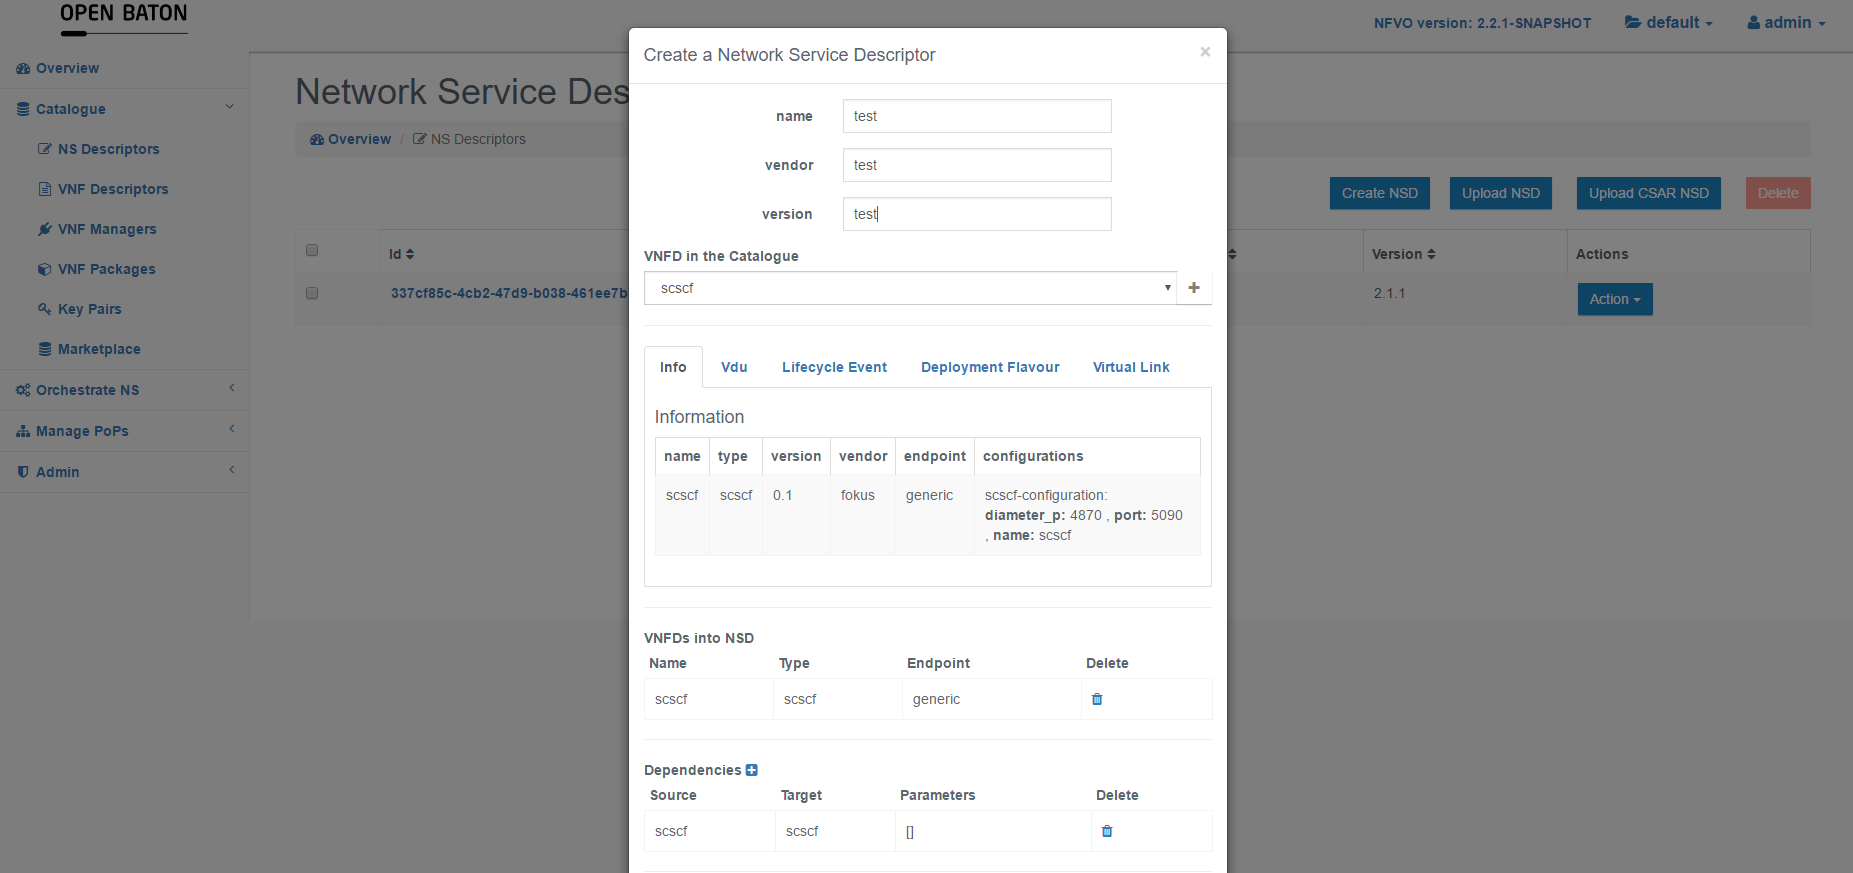 OPEN BATON
NFVO version: 2.2.1-SNAPSHOT
default
admin
Overview
Catalogue
NS Descriptors
VNF Descriptors
VNF Managers
VNF Packages
Key Pairs
Marketplace
Orchestrate NS
Manage PoPs
Admin
Network Service Des
Overview / NS Descriptors
Create NSD
Upload NSD
Upload CSAR NSD
Delete
Id
Version
Actions
337cf85c-4cb2-47d9-b038-461ee7b
2.1.1
Action
Create a Network Service Descriptor
×
name
test
vendor
test
version
test
VNFD in the Catalogue
scscf
+
Info Vdu Lifecycle Event Deployment Flavour Virtual Link
Information
name type version vendor endpoint configurations
scscf scscf 0.1 fokus generic scscf-configuration:
diameter_p: 4870 , port: 5090
, name: scscf
VNFDs into NSD
Name Type Endpoint Delete
scscf scscf generic
Dependencies
Source Target Parameters Delete
scscf scscf []